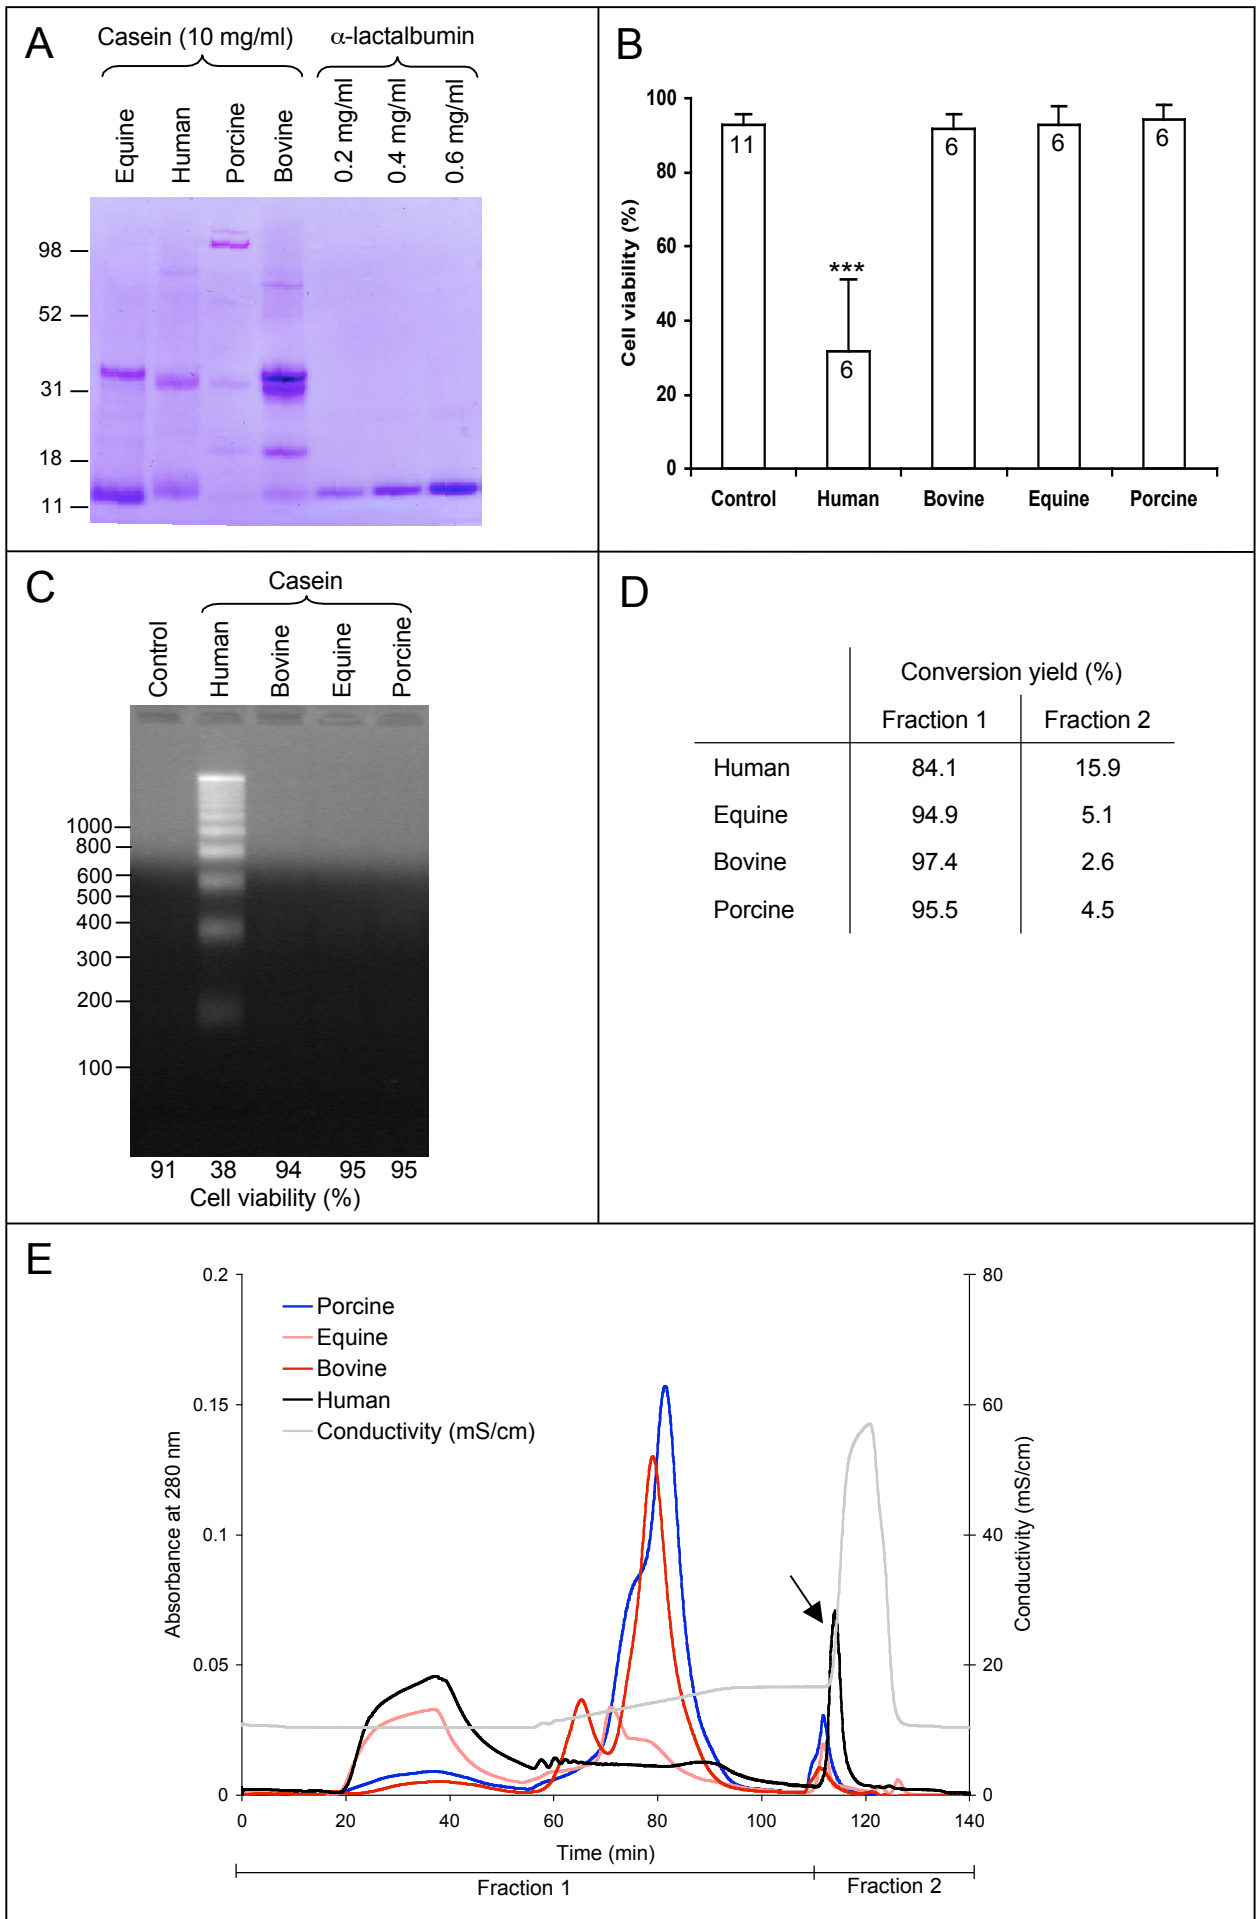 A
Casein (10 mg/ml)
α-lactalbumin
Equine
Human
Porcine
Bovine
0.2 mg/ml
0.4 mg/ml
0.6 mg/ml
98
52
31
18
11
B
Cell viability (%)
100
80
60
40
20
0
11
***
6
6
6
6
Control
Human
Bovine
Equine
Porcine
C
Casein
Control
Human
Bovine
Equine
Porcine
1000
800
600
500
400
300
200
100
91 38 94 95 95
Cell viability (%)
D
Conversion yield (%)
Fraction 1 Fraction 2
Human 84.1 15.9
Equine 94.9 5.1
Bovine 97.4 2.6
Porcine 95.5 4.5
E
Absorbance at 280 nm
0.2
0.15
0.1
0.05
0
Porcine
Equine
Bovine
Human
Conductivity (mS/cm)
80
60
40
20
0
Conductivity (mS/cm)
0 20 40 60 80 100 120 140
Time (min)
Fraction 1 Fraction 2